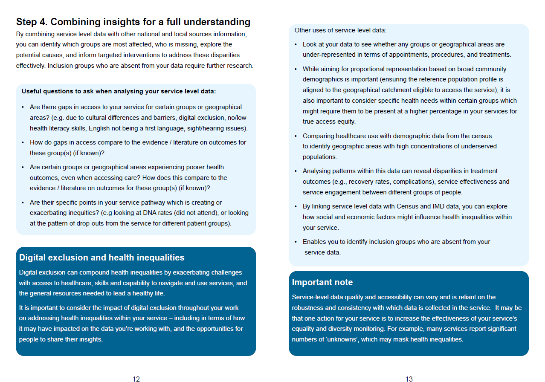 Step 4. Combining insights for a full understanding
By combining service level data with other national and local sources information,
you can identify which groups are most affected, who is missing, explore the
potential causes, and inform targeted interventions to address these disparities
effectively. Inclusion groups who are absent from your data require further research.
Useful questions to ask when analysing your service level data:
• Are there gaps in access to your service for certain groups or geographical
areas? (e.g. due to cultural differences and barriers, digital exclusion, no/low
health literacy skills, English not being a first language, sight/hearing issues).
• How do gaps in access compare to the evidence / literature on outcomes for
these group(s) (if known)?
• Are certain groups or geographical areas experiencing poorer health
outcomes, even when accessing care? How does this compare to the
evidence / literature on outcomes for these group(s) (if known)?
• Are their specific points in your service pathway which is creating or
exacerbating inequities? (e.g looking at DNA rates (did not attend), or looking
at the pattern of drop-outs from the service for different patient groups).
Digital exclusion and health inequalities
Digital exclusion can compound health inequalities by exacerbating challenges
with access to healthcare, skills and capability to navigate and use services, and
the general resources needed to lead a healthy life.
It is important to consider the impact of digital exclusion throughout your work
on addressing health inequalities within your service – including in terms of how
it may have impacted on the data you're working with, and the opportunities for
people to share their insights.
12
Other uses of service level data:
• Look at your data to see whether any groups or geographical areas are
under-represented in terms of appointments, procedures, and treatments.
• While aiming for proportional representation based on broad community
demographics is important (ensuring the reference population profile is
aligned to the geographical catchment eligible to access the service), it is
also important to consider specific health needs within certain groups which
might require them to be present at a higher percentage in your services for
true access equity.
• Comparing healthcare use with demographic data from the census
to identify geographic areas with high concentrations of underserved
populations.
• Analysing patterns within this data can reveal disparities in treatment
outcomes (e.g., recovery rates, complications), service effectiveness and
service engagement between different groups of people.
• By linking service level data with Census and IMD data, you can explore
how social and economic factors might influence health inequalities within
your service.
• Enables you to identify inclusion groups who are absent from your
service data.
Important note
Service-level data quality and accessibility can vary and is reliant on the
robustness and consistency with which data is collected in the service. It may be
that one action for your service is to increase the effectiveness of your service's
equality and diversity monitoring. For example, many services report significant
numbers of 'unknowns', which may mask health inequalities.
13